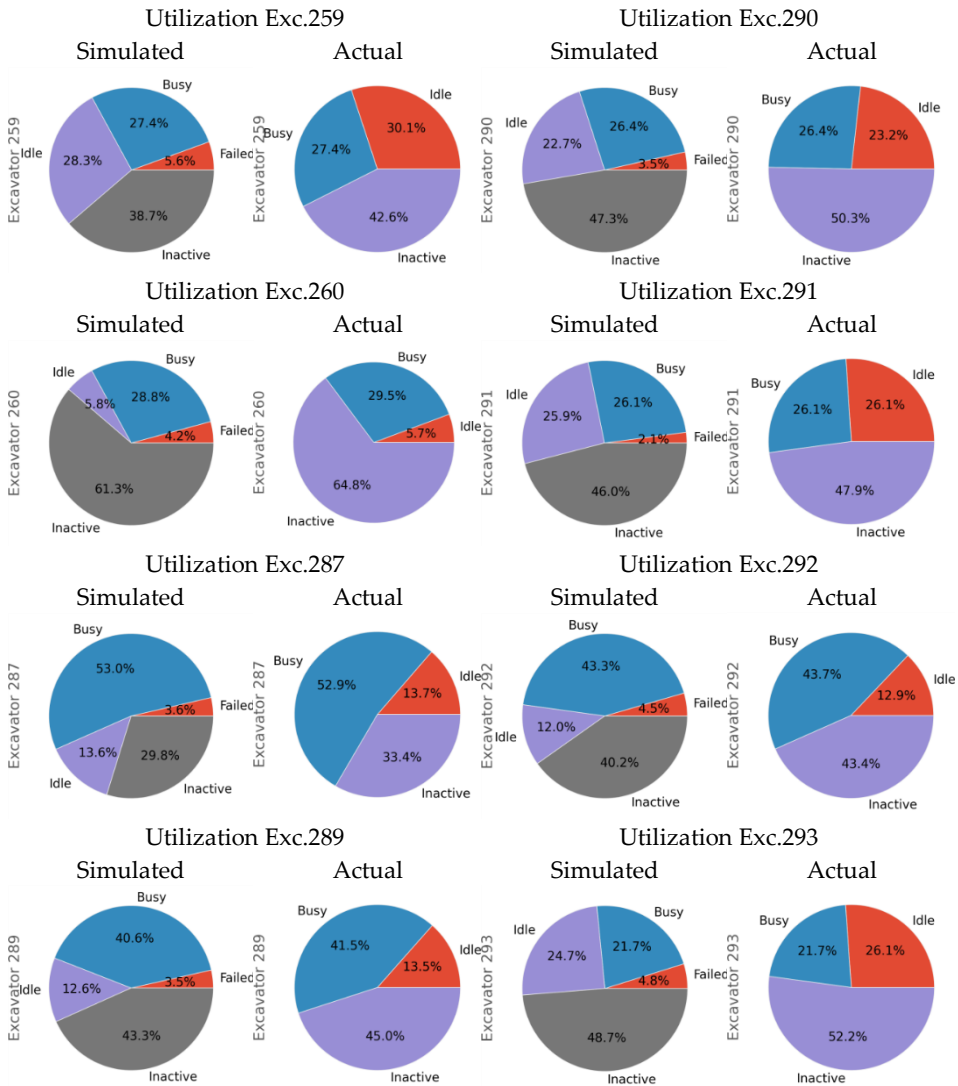 Utilization Exc.259
Simulated
Actual
Excavator 259
Busy
27.4%
Idle
28.3%
Failed
5.6%
38.7%
Inactive
Excavator 259
Idle
30.1%
Busy
27.4%
42.6%
Inactive
Utilization Exc.290
Simulated
Actual
Excavator 290
Busy
26.4%
Idle
22.7%
Failed
3.5%
47.3%
Inactive
Excavator 290
Busy
26.4%
Idle
23.2%
50.3%
Inactive
Utilization Exc.260
Simulated
Actual
Excavator 260
Busy
28.8%
Idle
5.8%
Failed
4.2%
61.3%
Inactive
Excavator 260
Busy
29.5%
Idle
5.7%
64.8%
Inactive
Utilization Exc.291
Simulated
Actual
Excavator 291
Busy
26.1%
Idle
25.9%
Failed
2.1%
46.0%
Inactive
Excavator 291
Busy
26.1%
Idle
26.1%
47.9%
Inactive
Utilization Exc.287
Simulated
Actual
Excavator 287
Busy
53.0%
Failed
3.6%
Idle
13.6%
29.8%
Inactive
Excavator 287
Busy
52.9%
Idle
13.7%
33.4%
Inactive
Utilization Exc.292
Simulated
Actual
Excavator 292
Busy
43.3%
Failed
4.5%
Idle
12.0%
40.2%
Inactive
Excavator 292
Busy
43.7%
Idle
12.9%
43.4%
Inactive
Utilization Exc.289
Simulated
Actual
Excavator 289
Busy
40.6%
Failed
3.5%
Idle
12.6%
43.3%
Inactive
Excavator 289
Busy
41.5%
Idle
13.5%
45.0%
Inactive
Utilization Exc.293
Simulated
Actual
Excavator 293
Busy
21.7%
Idle
24.7%
Failed
4.8%
48.7%
Inactive
Excavator 293
Busy
21.7%
Idle
26.1%
52.2%
Inactive